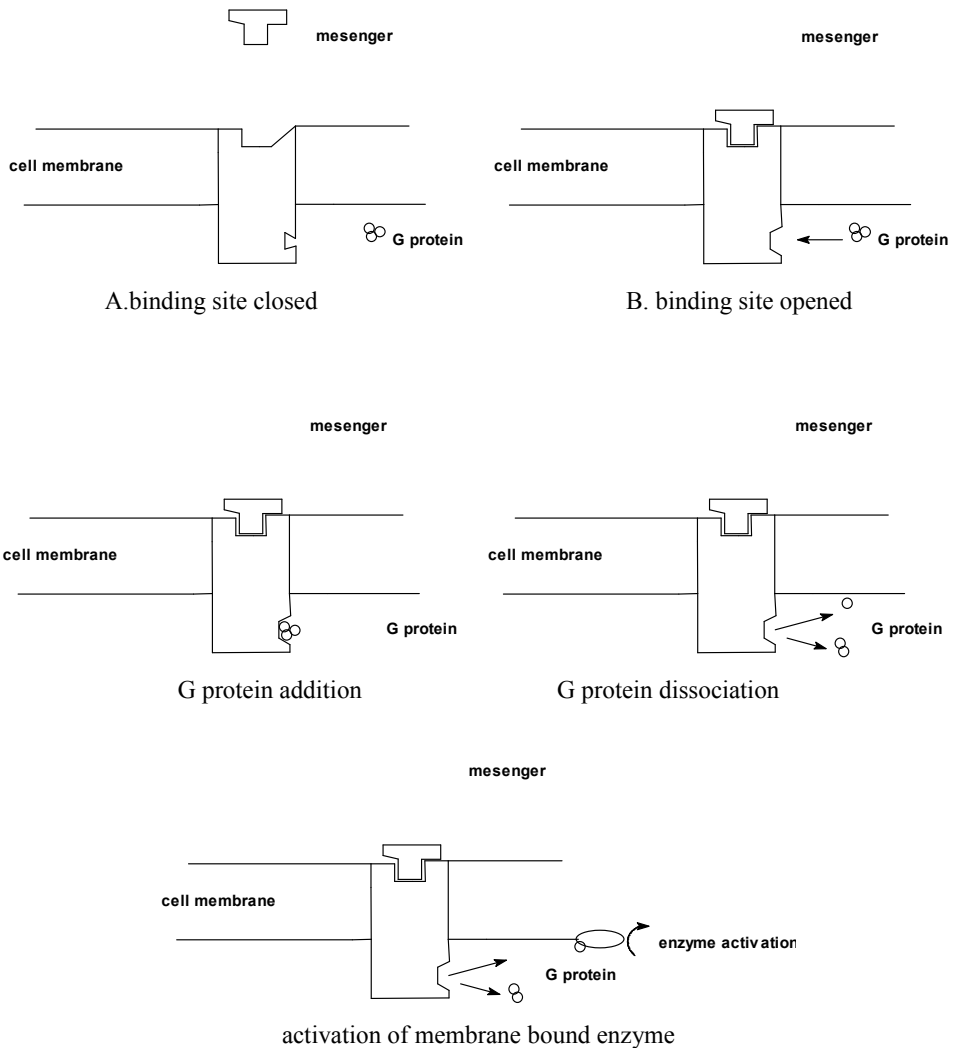 mesenger
mesenger
cell membrane
cell membrane
G protein
G protein
A.binding site closed
B. binding site opened
mesenger
mesenger
cell membrane
cell membrane
G protein
G protein
G protein addition
G protein dissociation
mesenger
cell membrane
enzyme activation
G protein
activation of membrane bound enzyme